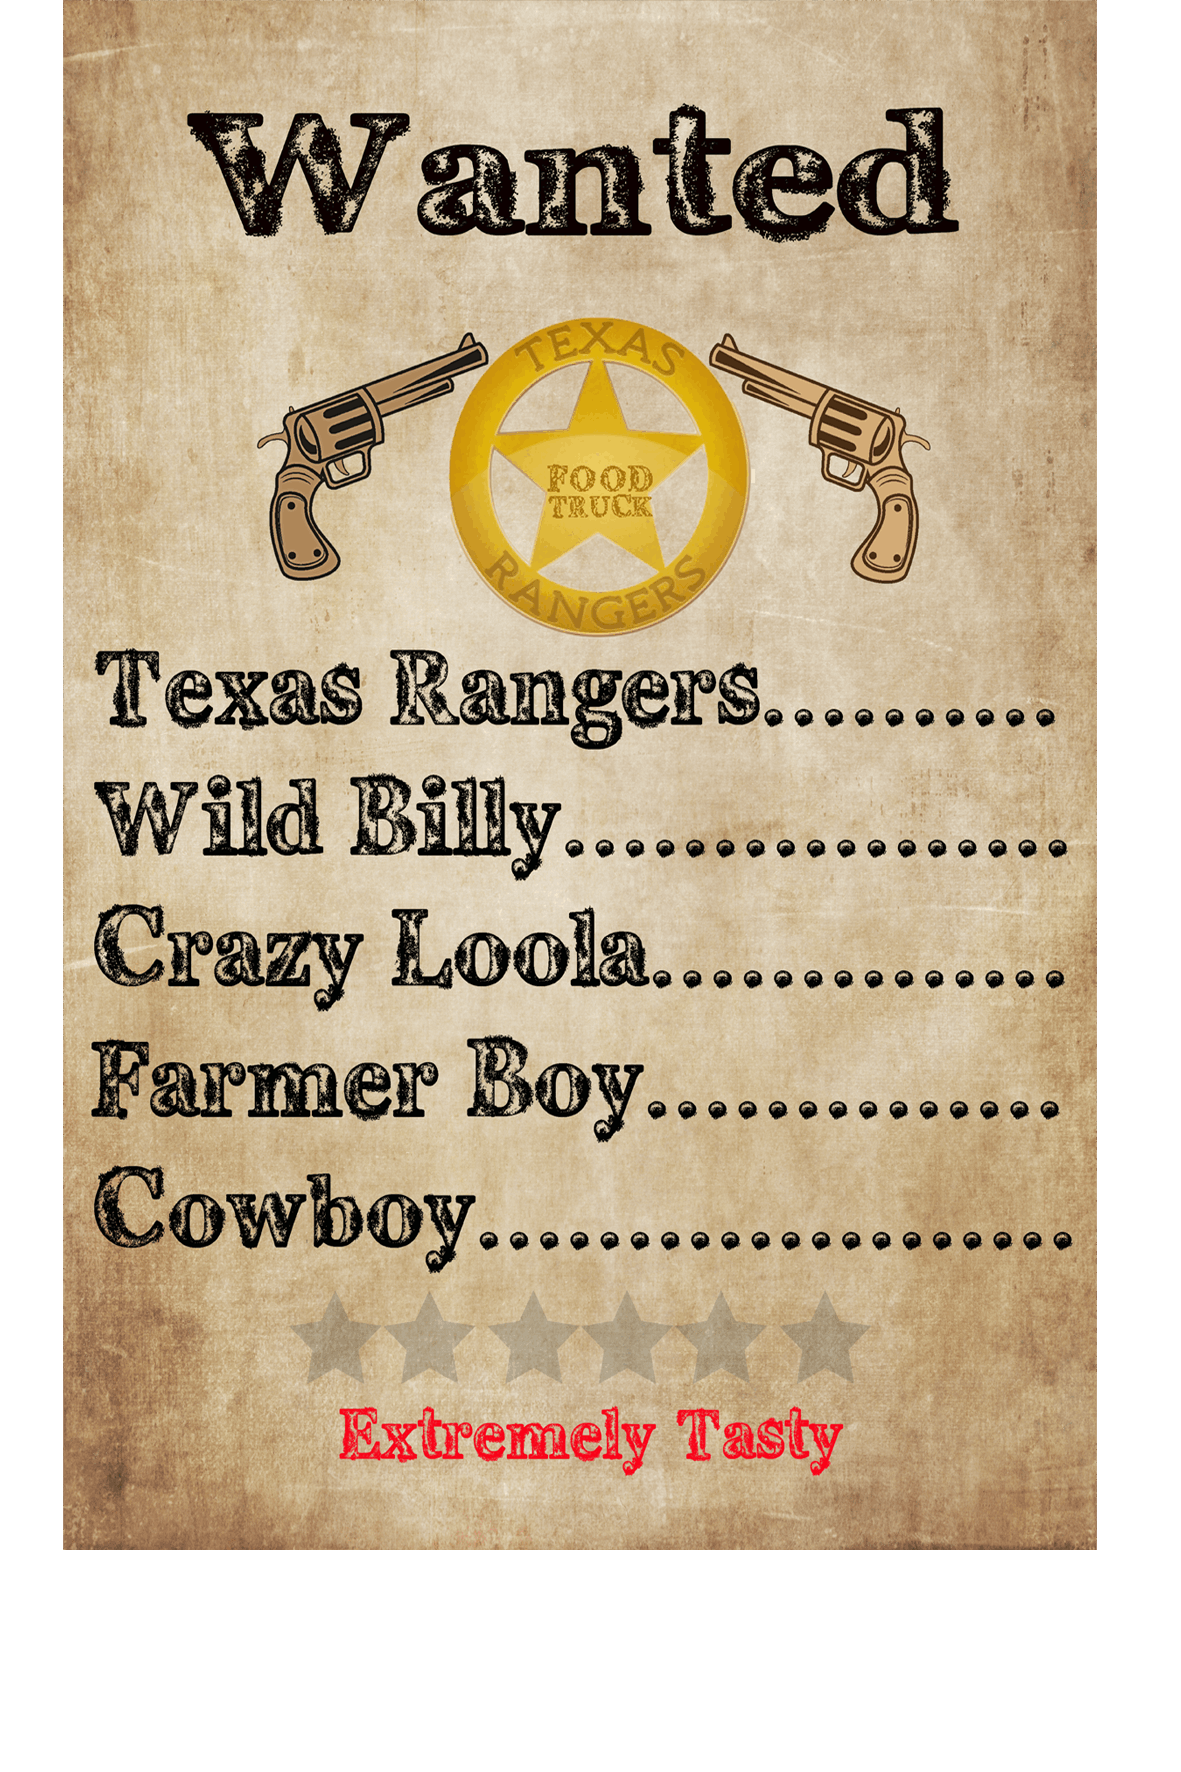 Wanted
TEXAS
FOOD
TRUCK
RANGERS
Texas Rangers..........
Wild Billy.................
Crazy Loola..............
Farmer Boy..............
Cowboy....................
Extremely Tasty